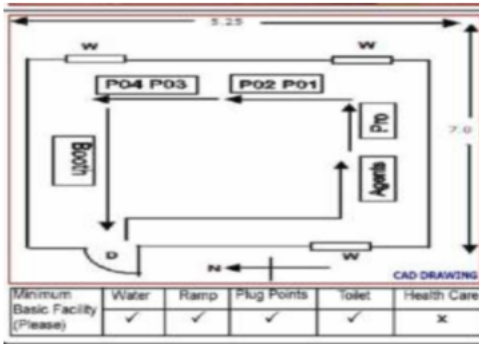 5.25
W
W
P04 P03
P02 P01
Pro
7.0
Booth
Agents
D
W
N
CAD DRAWING
Minimum Basic Facility (Please)
Water
Ramp
Plug Points
Toilet
Health Care
✓
✓
✓
✓
x